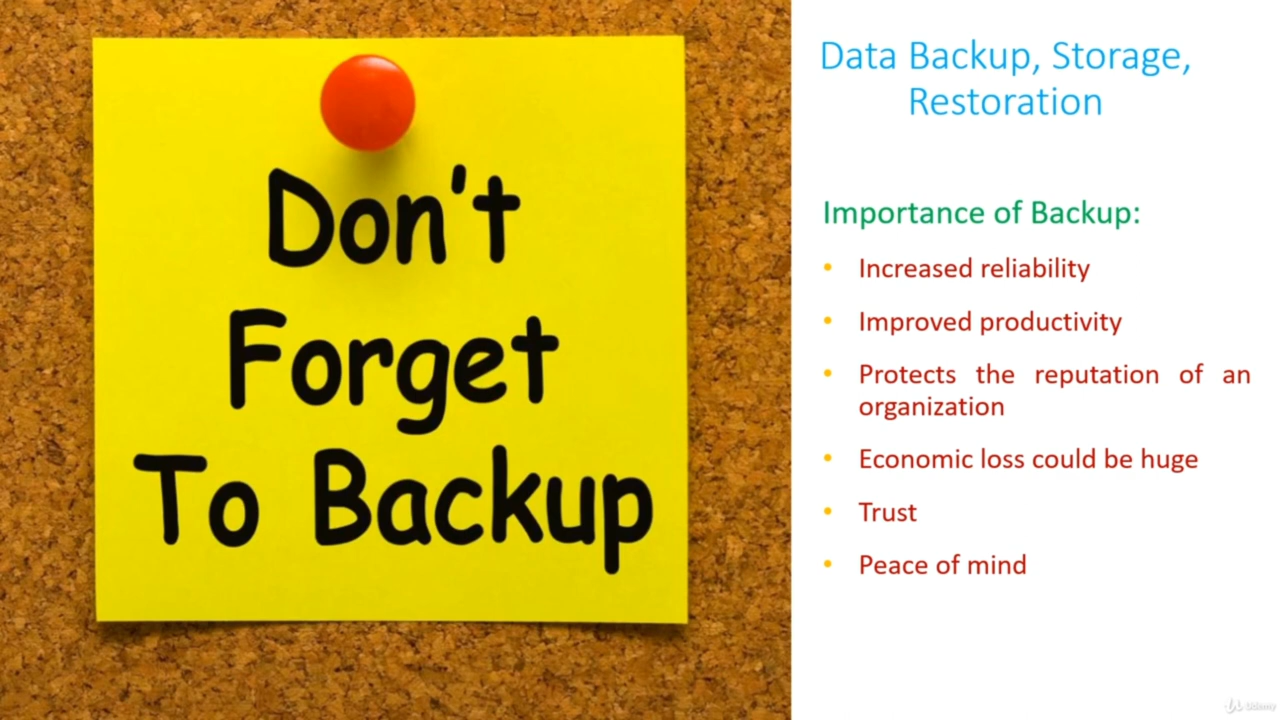 Don't
Forget
To Backup
Data Backup, Storage,
Restoration
Importance of Backup:
• Increased reliability
• Improved productivity
• Protects the reputation of an
organization
• Economic loss could be huge
• Trust
• Peace of mind
Udemy